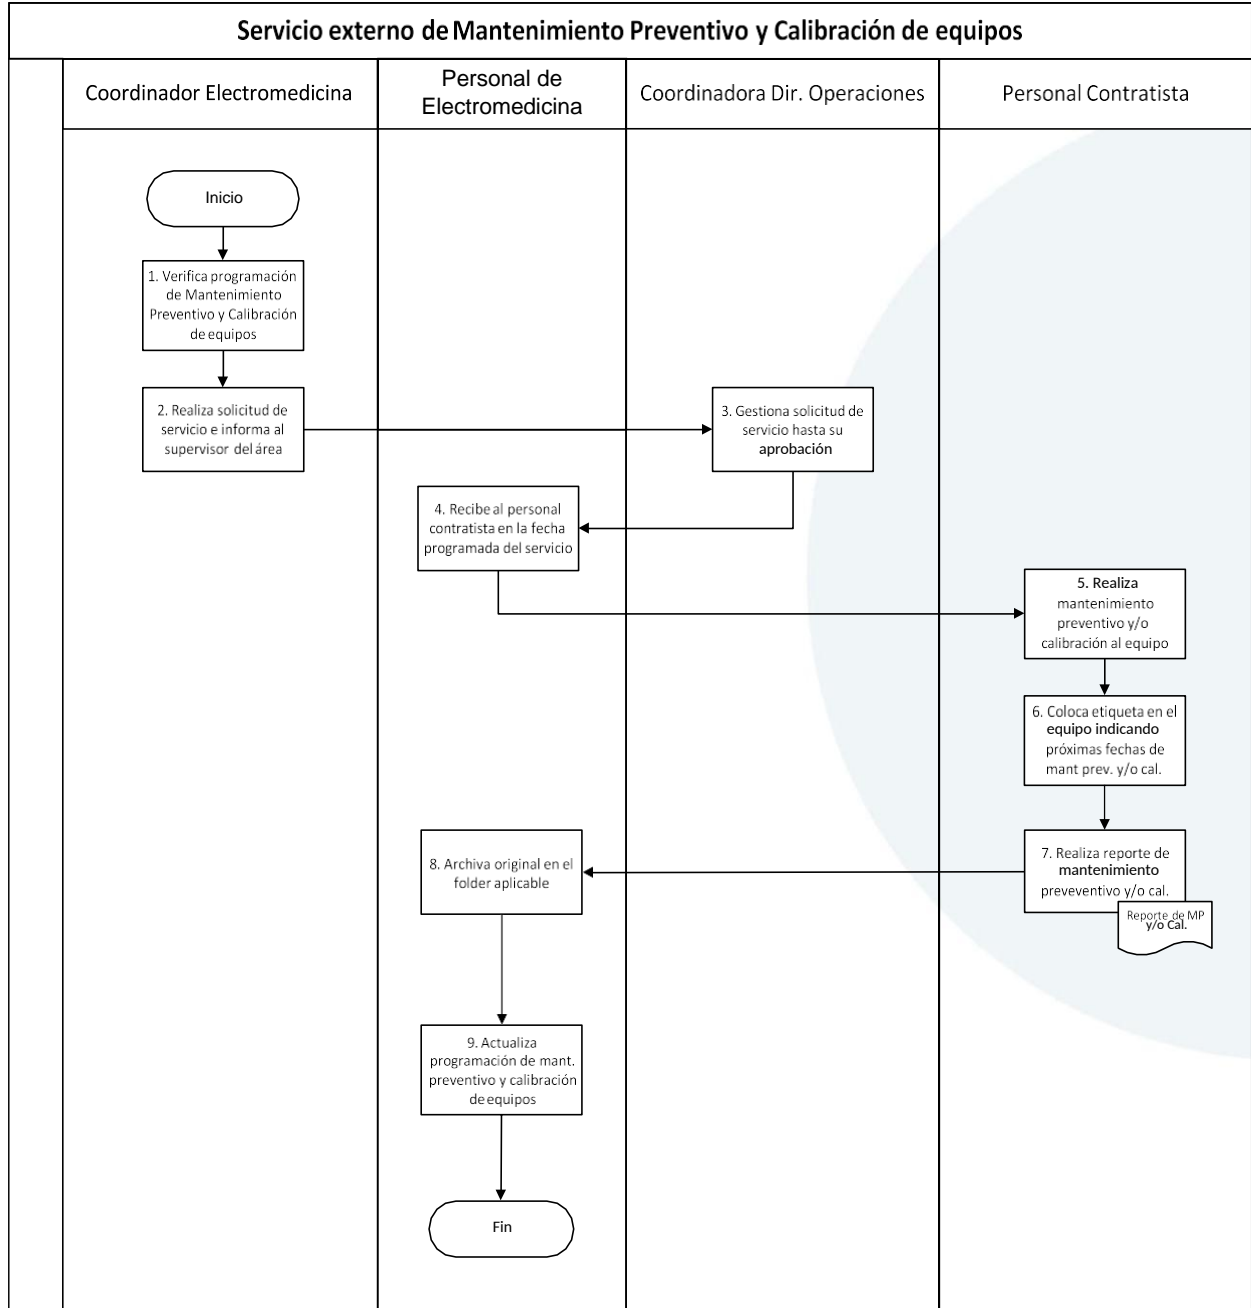 Servicio externo de Mantenimiento Preventivo y Calibración de equipos
Coordinador Electromedicina
Personal de
Electromedicina
Coordinadora Dir. Operaciones
Personal Contratista
Inicio
1. Verifica programación
de Mantenimiento
Preventivo y Calibración
de equipos
2. Realiza solicitud de
servicio e informa al
supervisor del área
3. Gestiona solicitud de
servicio hasta su
aprobación
4. Recibe al personal
contratista en la fecha
programada del servicio
5. Realiza
mantenimiento
preventivo y/o
calibración al equipo
6. Coloca etiqueta en el
equipo indicando
próximas fechas de
mant prev. y/o cal.
7. Realiza reporte de
mantenimiento
preveventivo y/o cal.
Reporte de MP
y/o Cal.
8. Archiva original en el
folder aplicable
9. Actualiza
programación de mant.
preventivo y calibración
de equipos
Fin